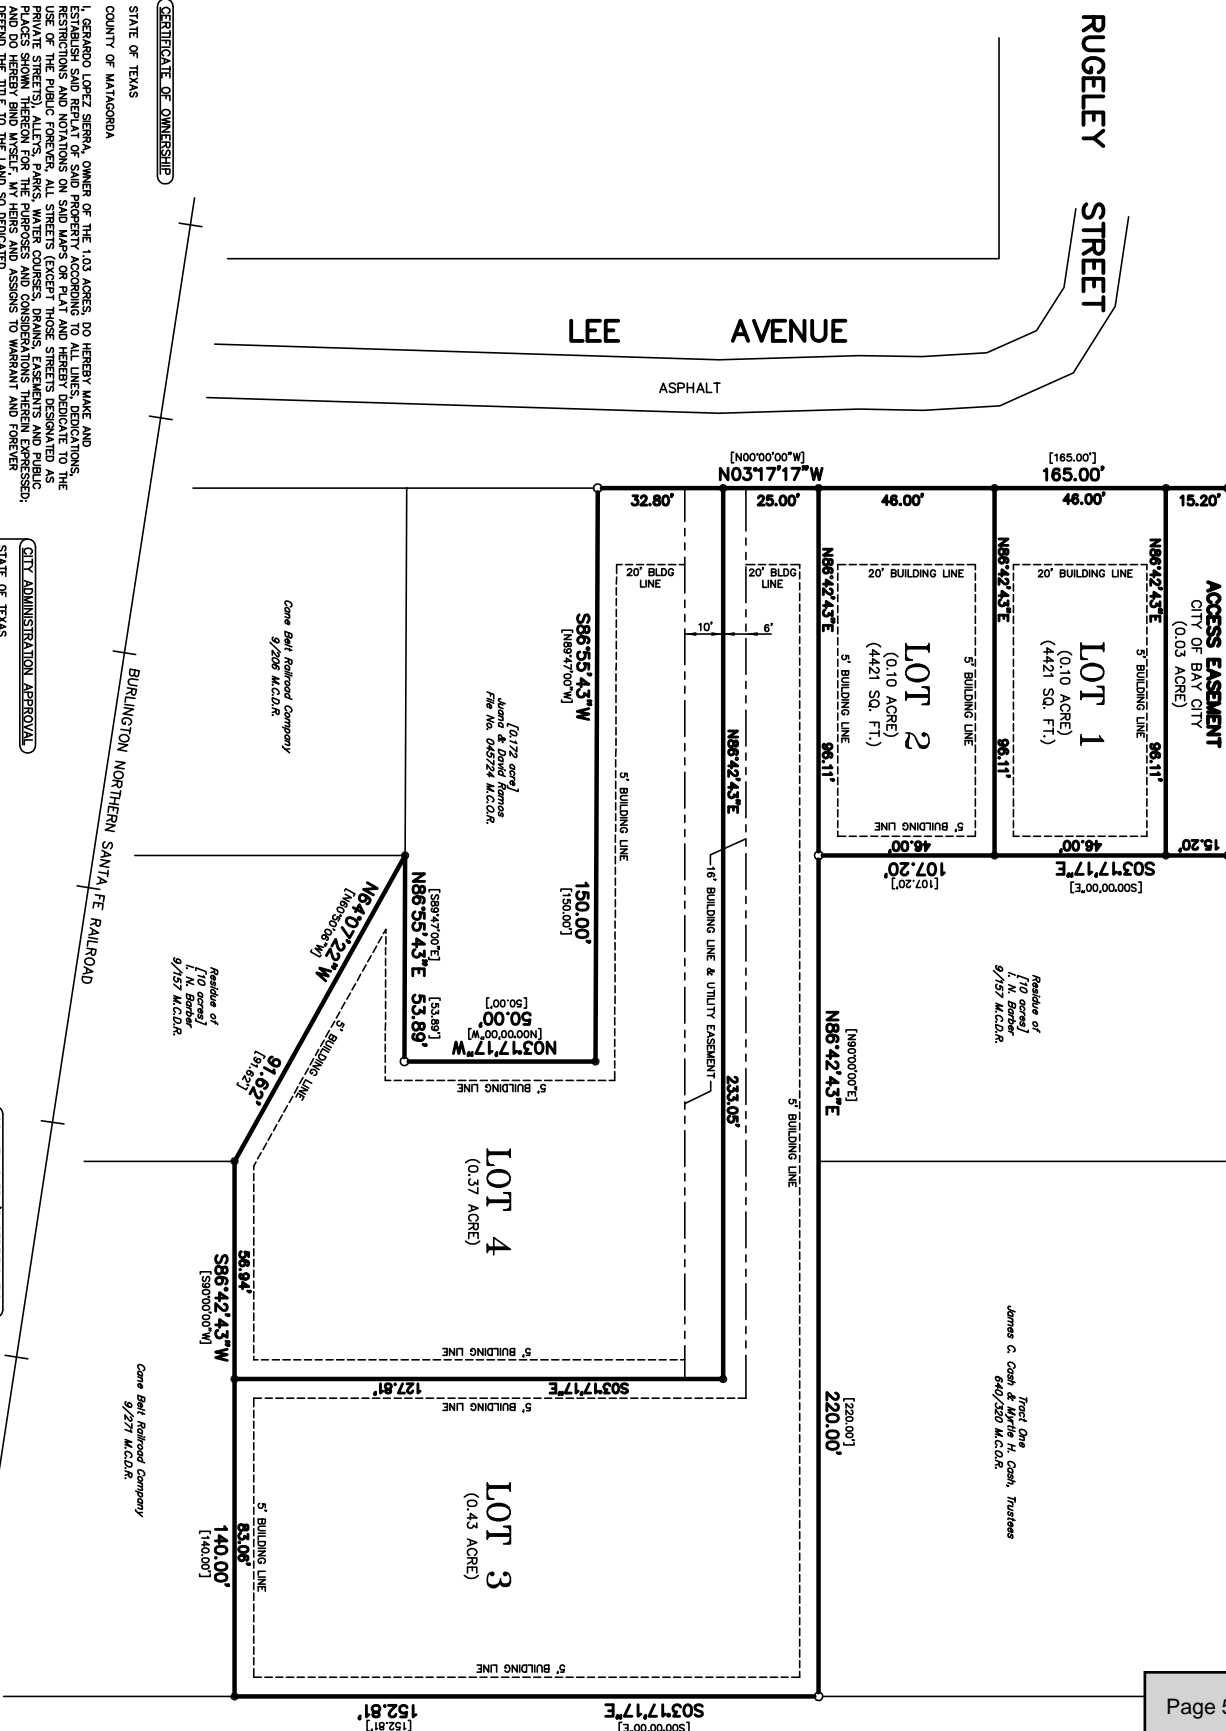 RUGELEY STREET
LEE AVENUE
ASPHALT
[N00°00'00"W]
N03°17'17"W
[165.00']
165.00'
32.80'
25.00'
46.00'
46.00'
15.20'
ACCESS EASEMENT
CITY OF BAY CITY
(0.03 ACRE)
N86°42'43"E
96.11'
15.20'
5' BUILDING LINE
20' BUILDING LINE
LOT 1
(0.10 ACRE)
(4421 SQ. FT.)
N86°42'43"E
96.11'
46.00'
S03°17'17"E
[S00°00'00"E]
5' BUILDING LINE
20' BUILDING LINE
LOT 2
(0.10 ACRE)
(4421 SQ. FT.)
5' BUILDING LINE
5' BUILDING LINE
N86°42'43"E
96.11'
46.00'
107.20'
[107.20']
20' BLDG
LINE
20' BLDG
LINE
10'
6'
N86°42'43"E
233.05'
16' BUILDING LINE & UTILITY EASEMENT
S86°55'43"W
[N89°47'00"W]
150.00'
[150.00']
5' BUILDING LINE
[0.172 acre]
Juana & David Ramos
File No. 045724 M.C.O.R.
Cane Belt Railroad Company
9/206 M.C.D.R.
[S89°47'00"E]
N86°55'43"E
[53.89']
53.89'
[N00°00'00"W]
N03°17'17"W
50.00'
[50.00']
5' BUILDING LINE
N64°07'22"W
[N60°50'06"W]
91.62'
[91.62']
5' BUILDING LINE
Residue of
[10 acres]
I. N. Barber
9/157 M.C.D.R.
Residue of
[10 acres]
I. N. Barber
9/157 M.C.D.R.
[N90°00'00"E]
N86°42'43"E
[220.00']
220.00'
5' BUILDING LINE
LOT 4
(0.37 ACRE)
56.94'
S86°42'43"W
[S90°00'00"W]
5' BUILDING LINE
S03°17'17"E
127.81'
5' BUILDING LINE
LOT 3
(0.43 ACRE)
5' BUILDING LINE
83.06'
140.00'
[140.00']
5' BUILDING LINE
S03°17'17"E
[S00°00'00"E]
152.81'
[152.81']
Tract One
James C. Cash & Myrtle H. Cash, Trustees
640/320 M.C.O.R.
Cane Belt Railroad Company
9/271 M.C.D.R.
BURLINGTON NORTHERN SANTA FE RAILROAD
CERTIFICATE OF OWNERSHIP
STATE OF TEXAS
COUNTY OF MATAGORDA
I, GERARDO LOPEZ SIERRA, OWNER OF THE 1.03 ACRES, DO HEREBY MAKE AND
ESTABLISH SAID REPLAT OF SAID PROPERTY ACCORDING TO ALL LINES, DEDICATIONS,
RESTRICTIONS AND NOTATIONS ON SAID MAPS OR PLAT AND HEREBY DEDICATE TO THE
USE OF THE PUBLIC FOREVER, ALL STREETS (EXCEPT THOSE STREETS DESIGNATED AS
PRIVATE STREETS), ALLEYS, PARKS, WATER COURSES, DRAINS, EASEMENTS AND PUBLIC
PLACES SHOWN THEREON FOR THE PURPOSES AND CONSIDERATIONS THEREIN EXPRESSED;
AND DO HEREBY BIND MYSELF, MY HEIRS AND ASSIGNS TO WARRANT AND FOREVER
DEFEND THE TITLE TO THE LAND SO DEDICATED
CITY ADMINISTRATION APPROVAL
STATE OF TEXAS
Page 5